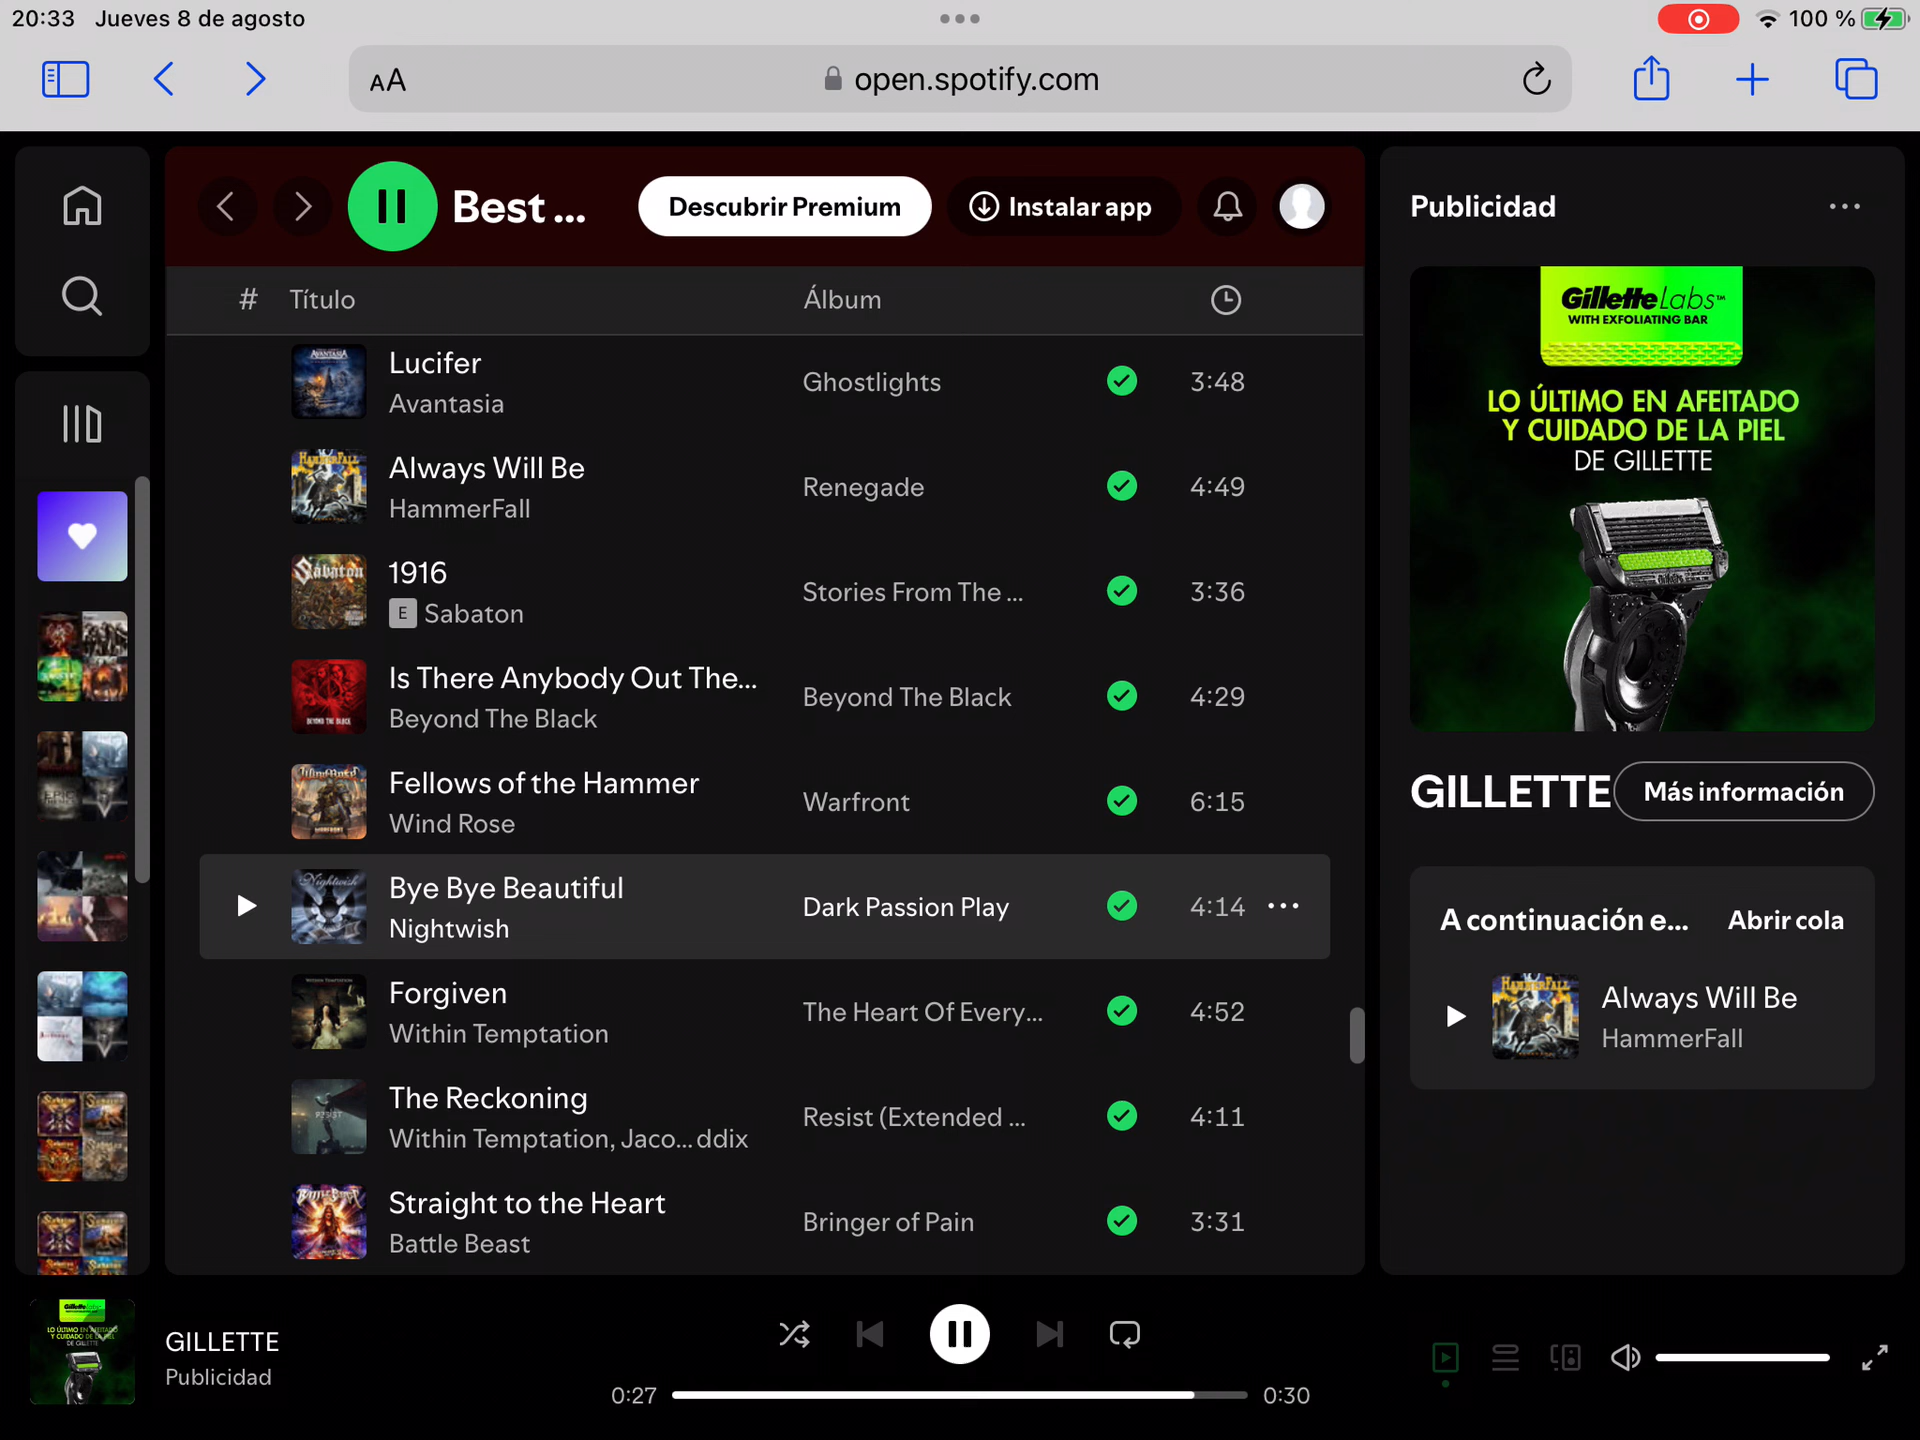 20:33 Jueves 8 de agosto
100 %
AA
open.spotify.com
Best ...
Descubrir Premium
Instalar app
# Título
Álbum
Lucifer
Avantasia
Ghostlights
3:48
Always Will Be
HammerFall
Renegade
4:49
1916
E Sabaton
Stories From The ...
3:36
Is There Anybody Out The...
Beyond The Black
Beyond The Black
4:29
Fellows of the Hammer
Wind Rose
Warfront
6:15
Bye Bye Beautiful
Nightwish
Dark Passion Play
4:14
Forgiven
Within Temptation
The Heart Of Every...
4:52
The Reckoning
Within Temptation, Jaco... ddix
Resist (Extended ...
4:11
Straight to the Heart
Battle Beast
Bringer of Pain
3:31
Publicidad
Gillette Labs™
WITH EXFOLIATING BAR
LO ÚLTIMO EN AFEITADO
Y CUIDADO DE LA PIEL
DE GILLETTE
GILLETTE
Más información
A continuación e...
Abrir cola
Always Will Be
HammerFall
GILLETTE
Publicidad
0:27
0:30